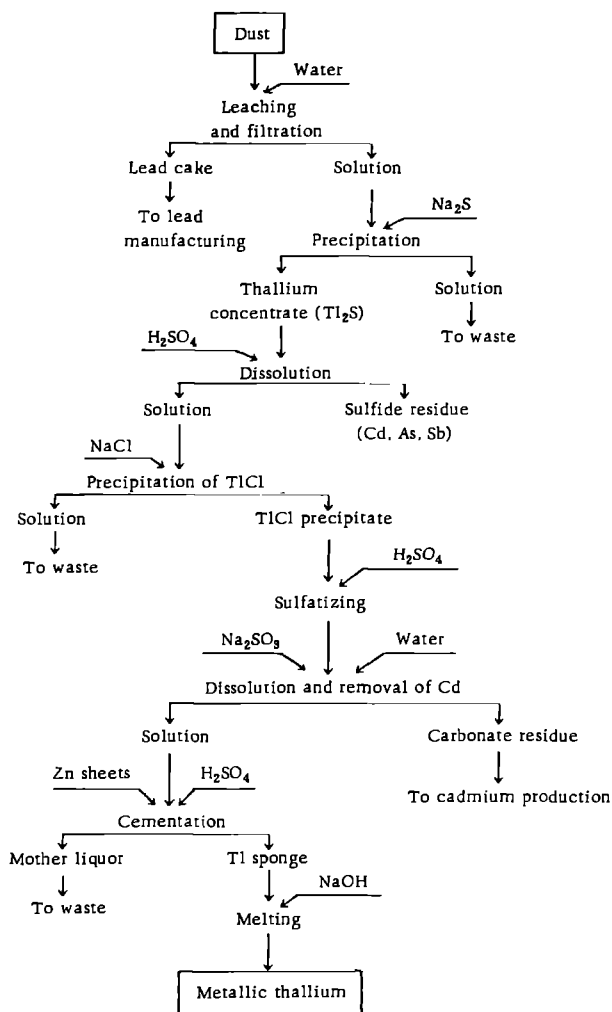 Dust
Water
Leaching
and filtration
Lead cake
Solution
To lead
manufacturing
Na₂S
Precipitation
Thallium
concentrate (Tl₂S)
Solution
To waste
H₂SO₄
Dissolution
Solution
Sulfide residue
(Cd, As, Sb)
NaCl
Precipitation of TlCl
Solution
TlCl precipitate
To waste
H₂SO₄
Sulfatizing
Na₂SO₃
Water
Dissolution and removal of Cd
Solution
Carbonate residue
Zn sheets
H₂SO₄
To cadmium production
Cementation
Mother liquor
Tl sponge
To waste
NaOH
Melting
Metallic thallium